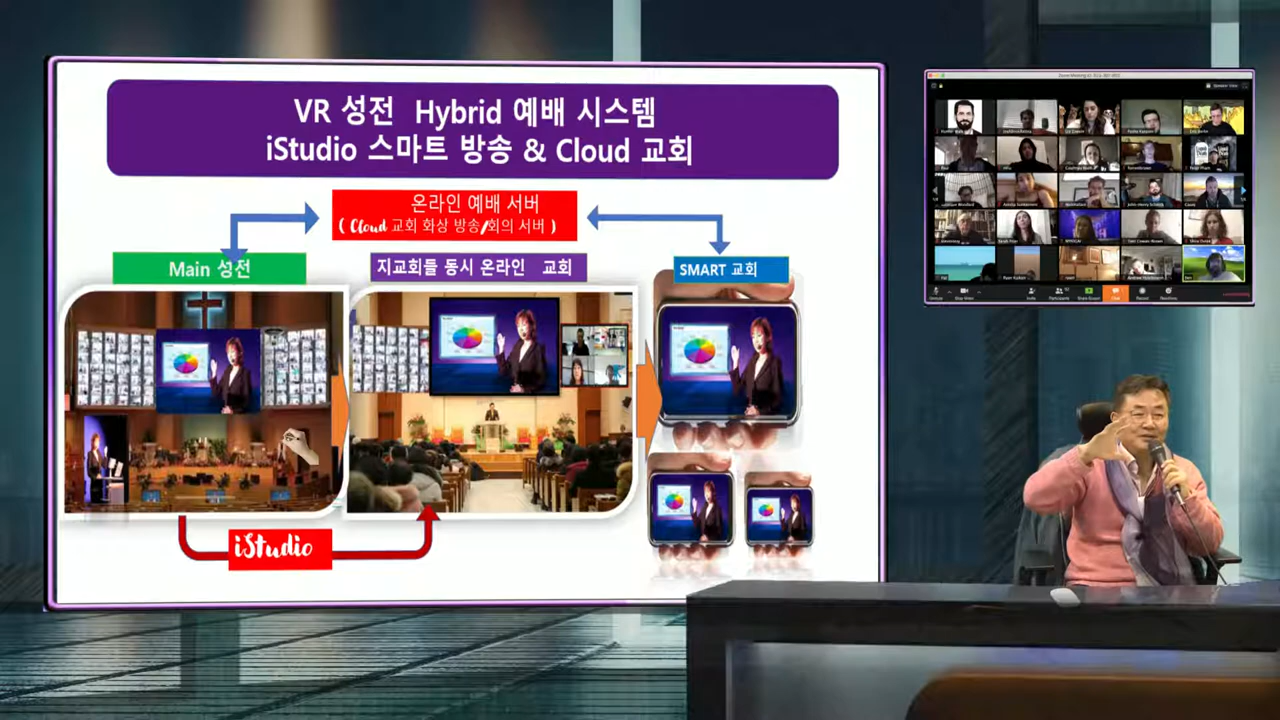 VR 성전 Hybrid 예배 시스템
iStudio 스마트 방송 & Cloud 교회
온라인 예배 서버
( Cloud 교회 화상 방송/회의 서버 )
Main 성전
지교회들 동시 온라인 교회
SMART 교회
iStudio